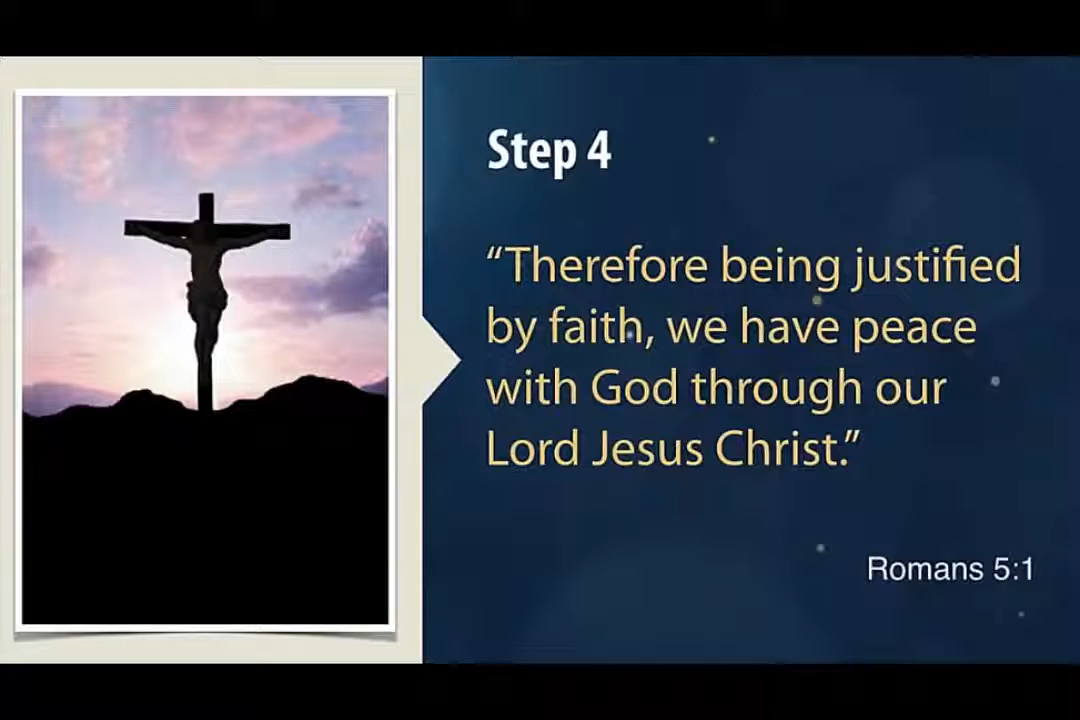 Step 4
“Therefore being justified
by faith, we have peace
with God through our
Lord Jesus Christ.”
Romans 5:1